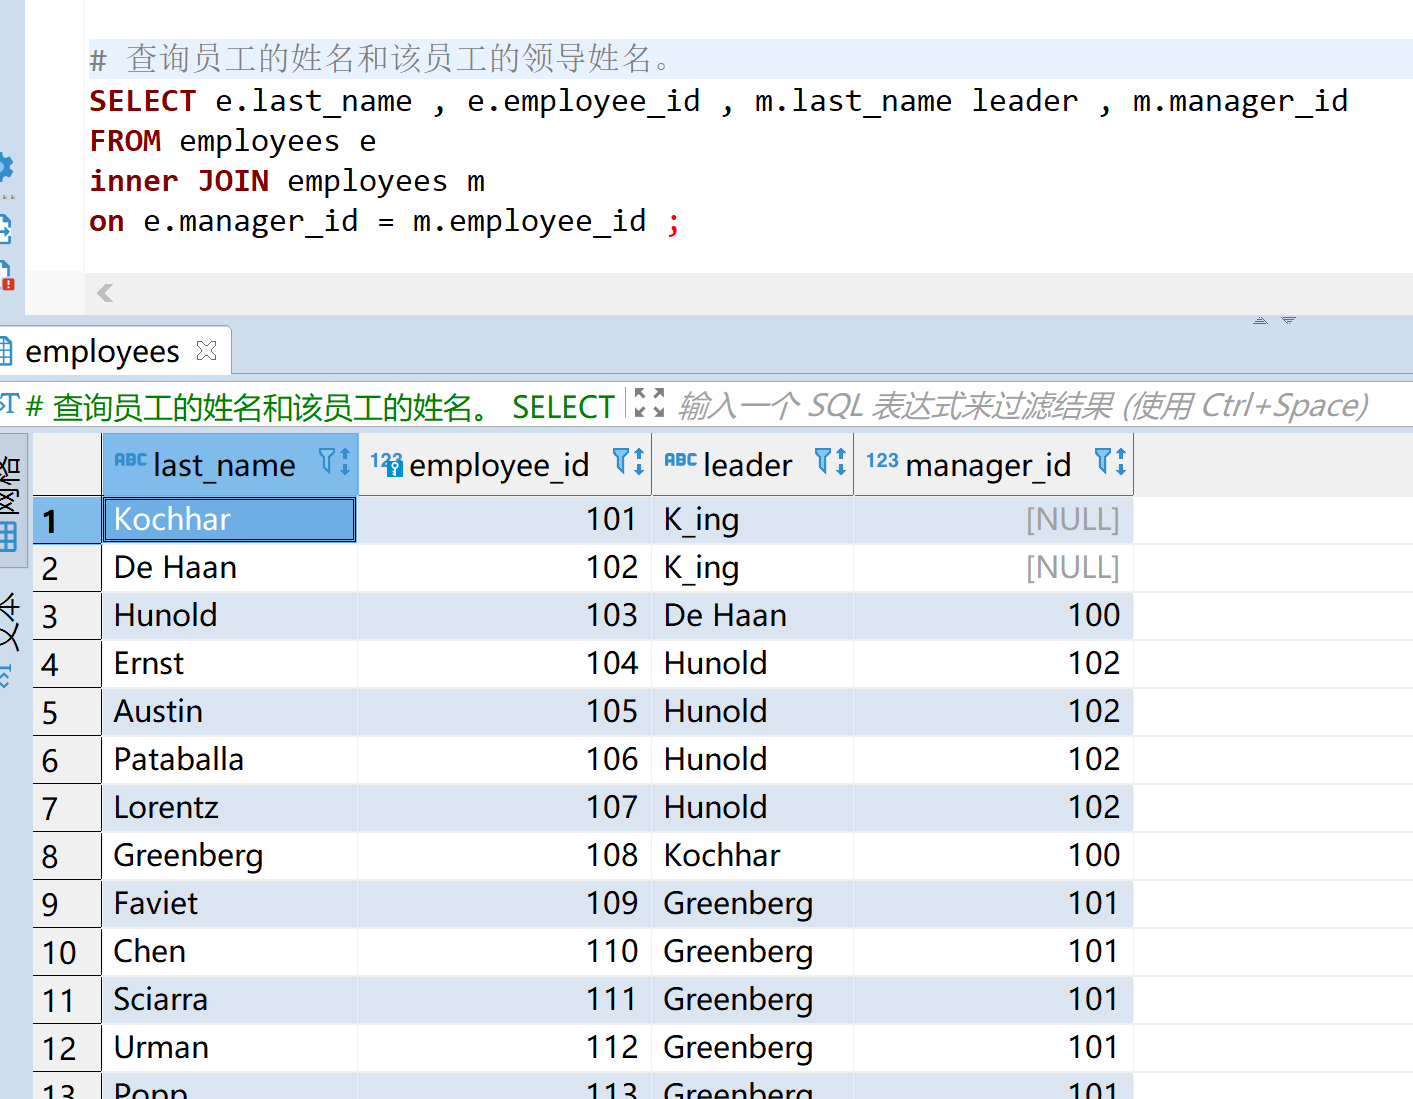 # 查询员工的姓名和该员工的领导姓名。
SELECT e.last_name , e.employee_id , m.last_name leader , m.manager_id
FROM employees e
inner JOIN employees m
on e.manager_id = m.employee_id ;
employees
# 查询员工的姓名和该员工的姓名。 SELECT 输入一个 SQL 表达式来过滤结果 (使用 Ctrl+Space)
网格
文本
ABC last_name 123 employee_id ABC leader 123 manager_id
1 Kochhar 101 K_ing [NULL]
2 De Haan 102 K_ing [NULL]
3 Hunold 103 De Haan 100
4 Ernst 104 Hunold 102
5 Austin 105 Hunold 102
6 Pataballa 106 Hunold 102
7 Lorentz 107 Hunold 102
8 Greenberg 108 Kochhar 100
9 Faviet 109 Greenberg 101
10 Chen 110 Greenberg 101
11 Sciarra 111 Greenberg 101
12 Urman 112 Greenberg 101
13 Popp 113 Greenberg 101